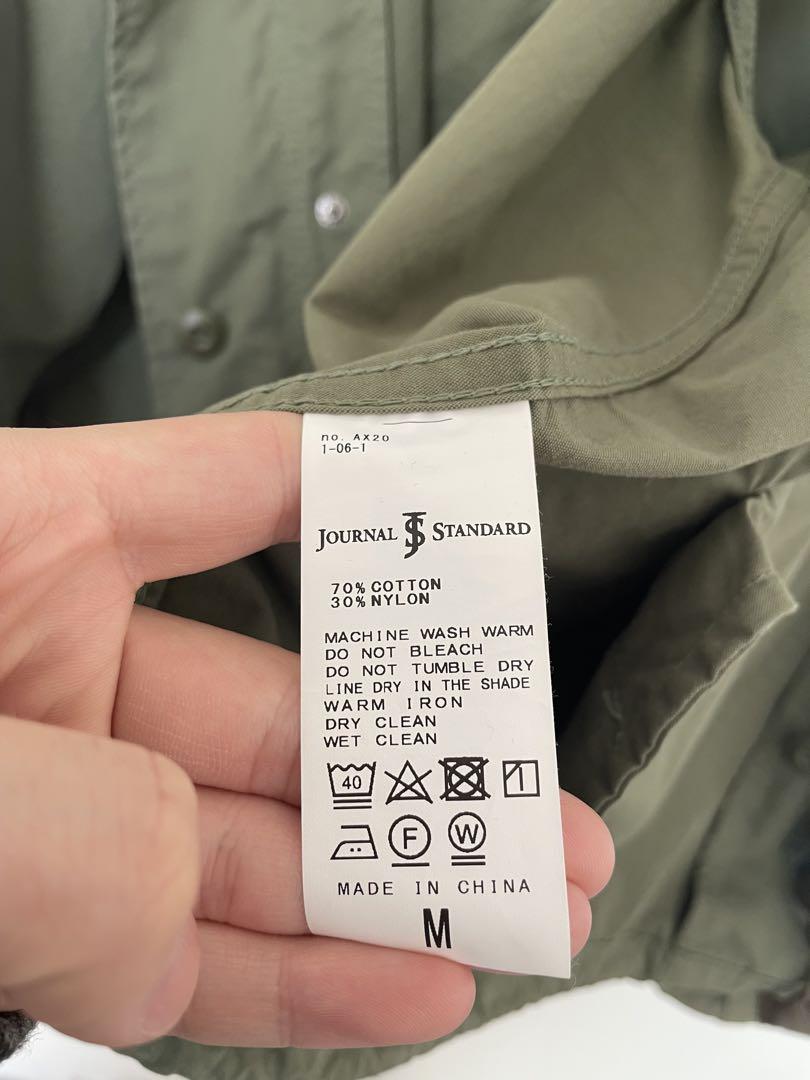 no. AX20
1-06-1
JOURNAL JS STANDARD
70% COTTON
30% NYLON
MACHINE WASH WARM
DO NOT BLEACH
DO NOT TUMBLE DRY
LINE DRY IN THE SHADE
WARM IRON
DRY CLEAN
WET CLEAN
40
F W
MADE IN CHINA
M